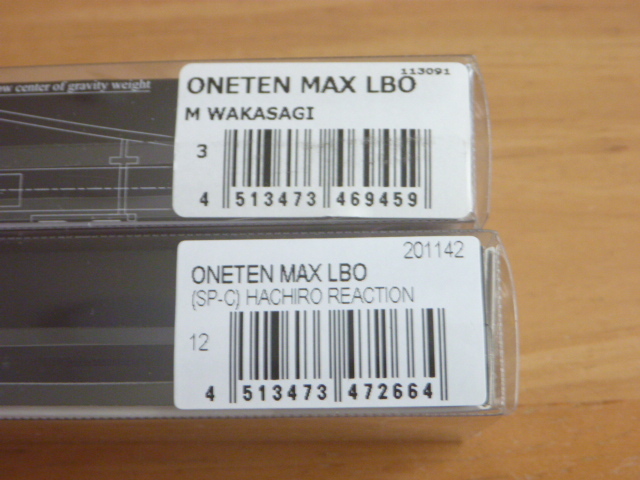 ow center of gravity weight
113091
ONETEN MAX LBO
M WAKASAGI
3
4 513473 469459
201142
ONETEN MAX LBO
(SP-C) HACHIRO REACTION
12
4 513473 472664